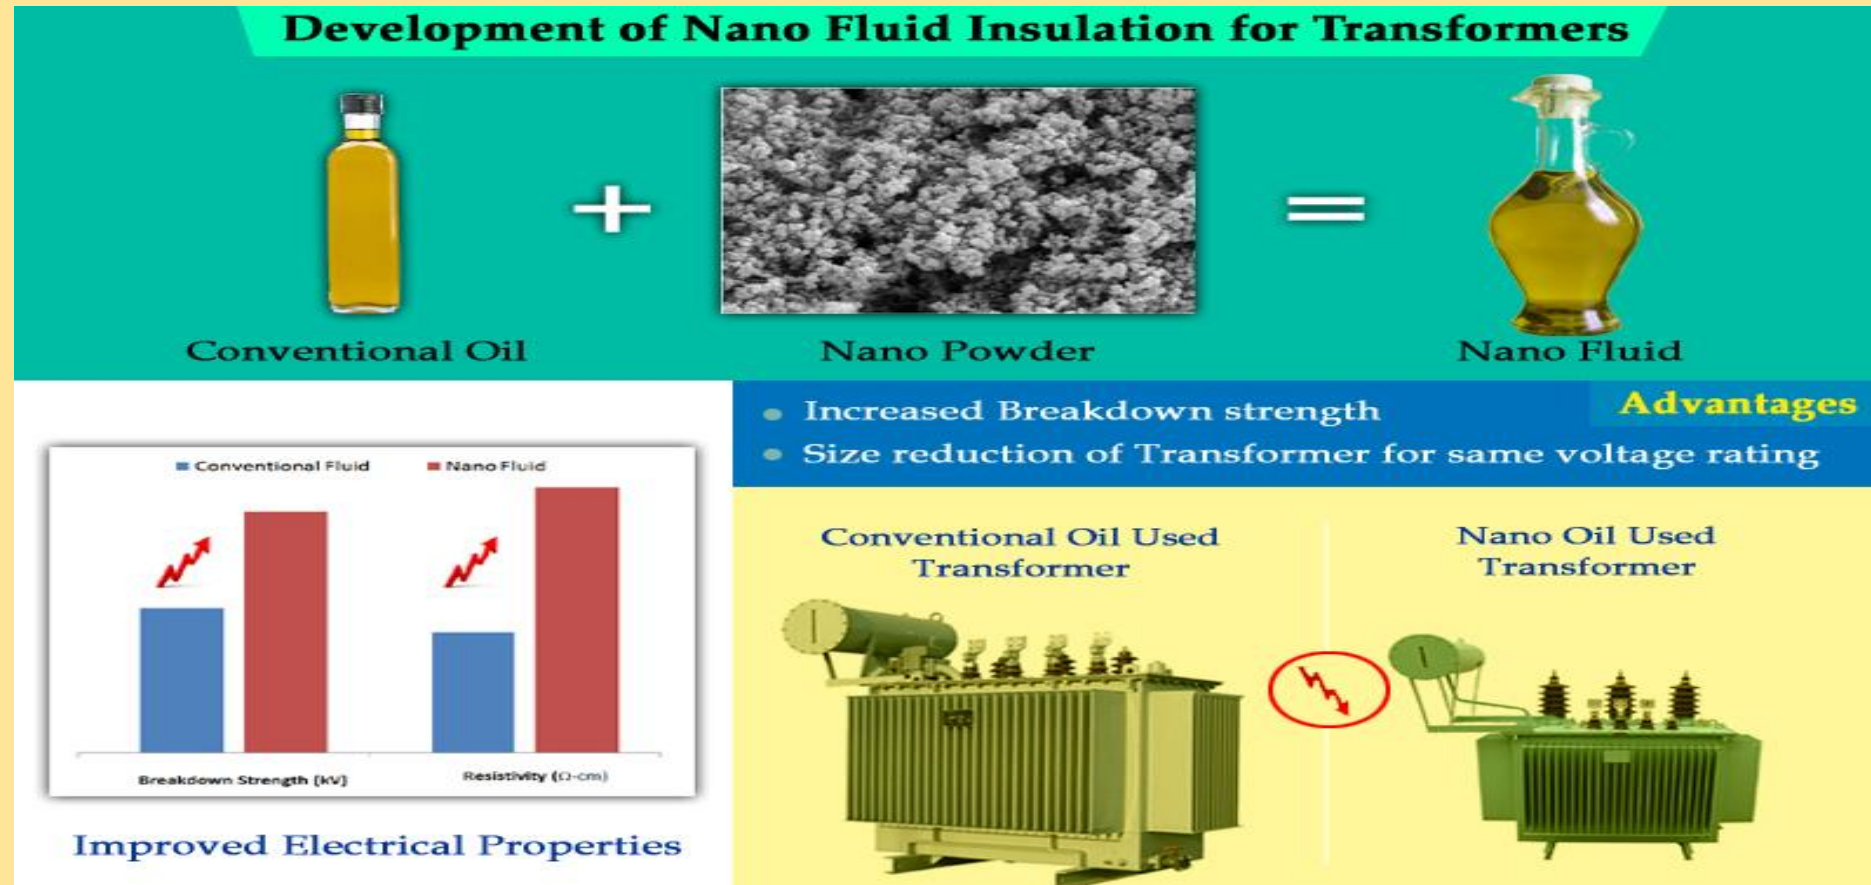 Development of Nano Fluid Insulation for Transformers
Conventional Oil
Nano Powder
Nano Fluid
Advantages
Increased Breakdown strength
Size reduction of Transformer for same voltage rating
Conventional Fluid
Nano Fluid
Breakdown Strength (kV)
Resistivity (Ω-cm)
Improved Electrical Properties
Conventional Oil Used
Transformer
Nano Oil Used
Transformer